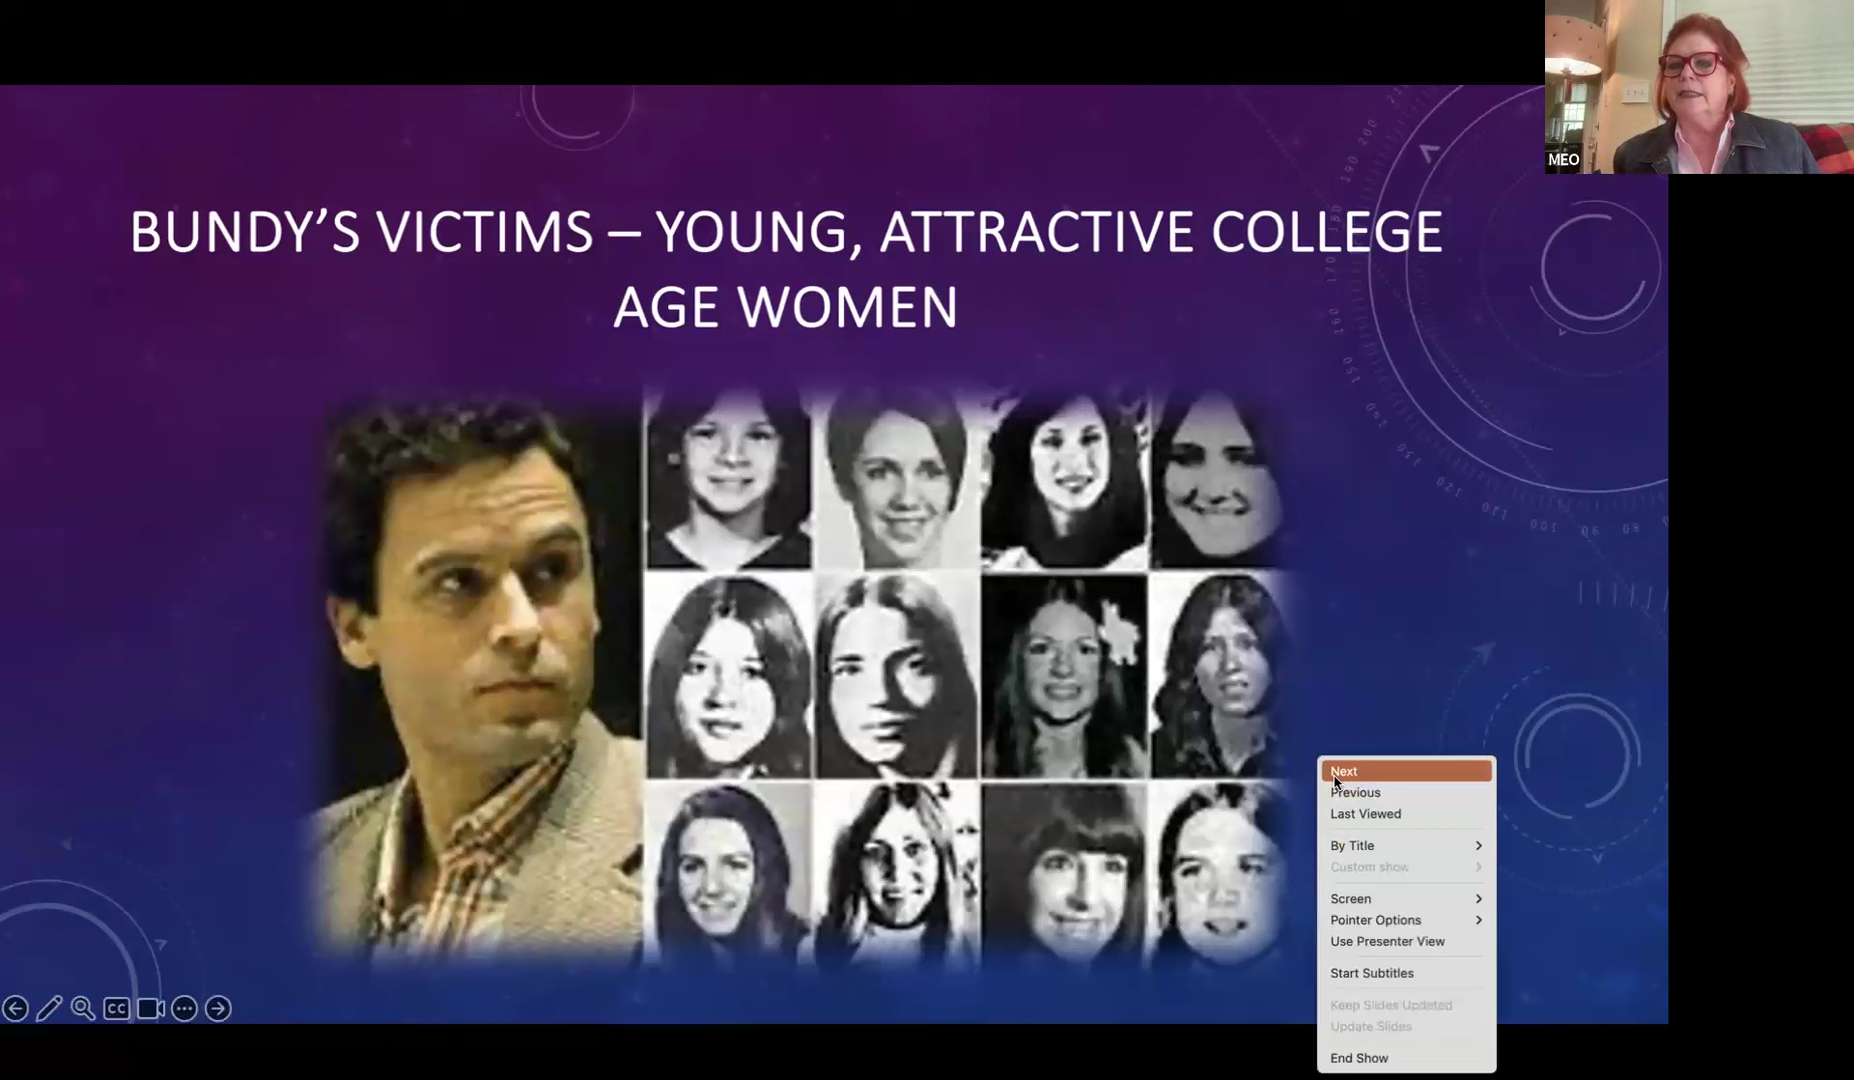 MEO
BUNDY'S VICTIMS – YOUNG, ATTRACTIVE COLLEGE
AGE WOMEN
Next
Previous
Last Viewed
By Title
Custom show
Screen
Pointer Options
Use Presenter View
Start Subtitles
Keep Slides Updated
Update Slides
End Show
CC